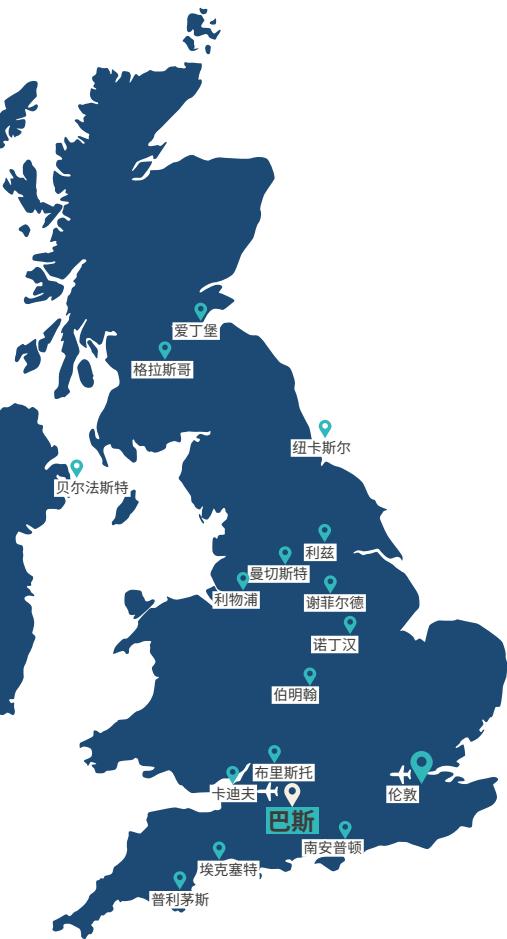 爱丁堡
格拉斯哥
纽卡斯尔
贝尔法斯特
利兹
曼切斯特
利物浦
谢菲尔德
诺丁汉
伯明翰
布里斯托
卡迪夫
伦敦
巴斯
南安普顿
埃克塞特
普利茅斯